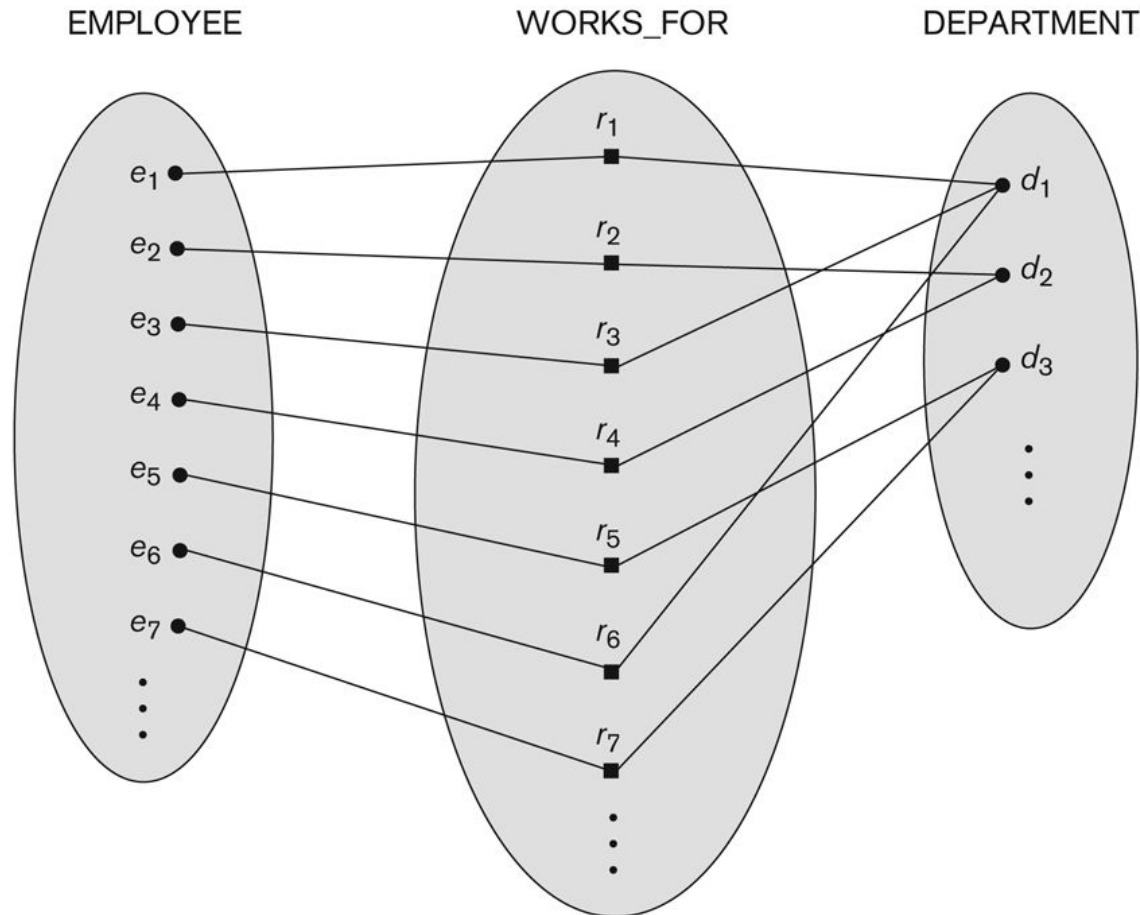 EMPLOYEE WORKS_FOR DEPARTMENT
r₁
e₁ d₁
r₂
e₂ d₂
e₃ r₃ d₃
e₄ r₄
e₅ r₅
e₆ r₆
e₇ r₇